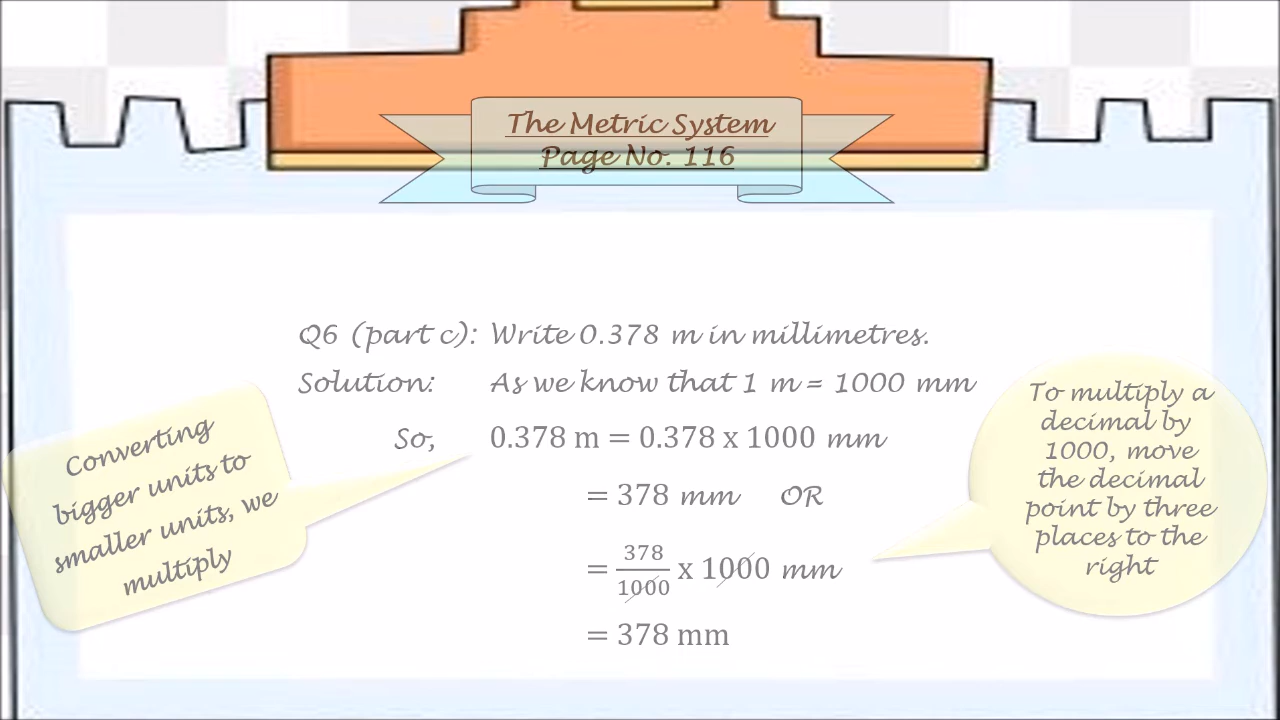 The Metric System
Page No. 116
Q6 (part c): Write 0.378 m in millimetres.
Solution: As we know that 1 m = 1000 mm
So, 0.378 m = 0.378 x 1000 mm
= 378 mm OR
= 378/1000 x 1000 mm
= 378 mm
Converting
bigger units to
smaller units, we
multiply
To multiply a
decimal by
1000, move
the decimal
point by three
places to the
right